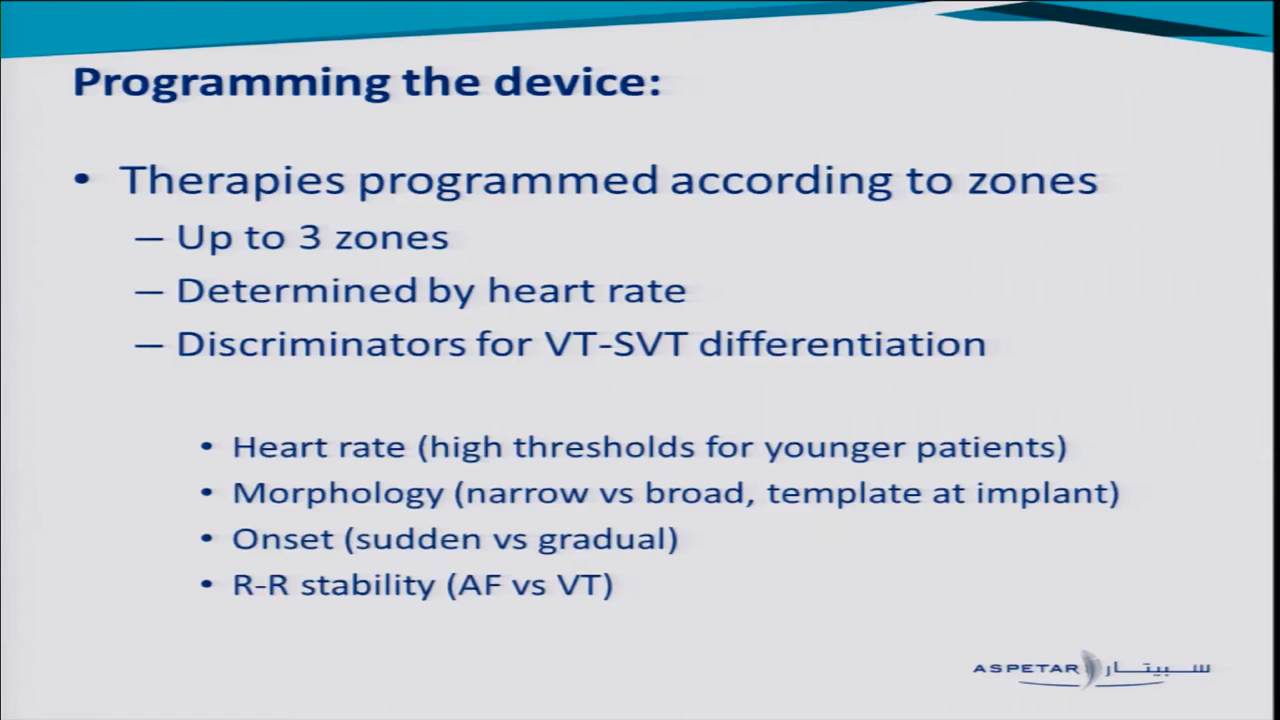 Programming the device:
• Therapies programmed according to zones
– Up to 3 zones
– Determined by heart rate
– Discriminators for VT-SVT differentiation
• Heart rate (high thresholds for younger patients)
• Morphology (narrow vs broad, template at implant)
• Onset (sudden vs gradual)
• R-R stability (AF vs VT)
ASPETAR سبيتار